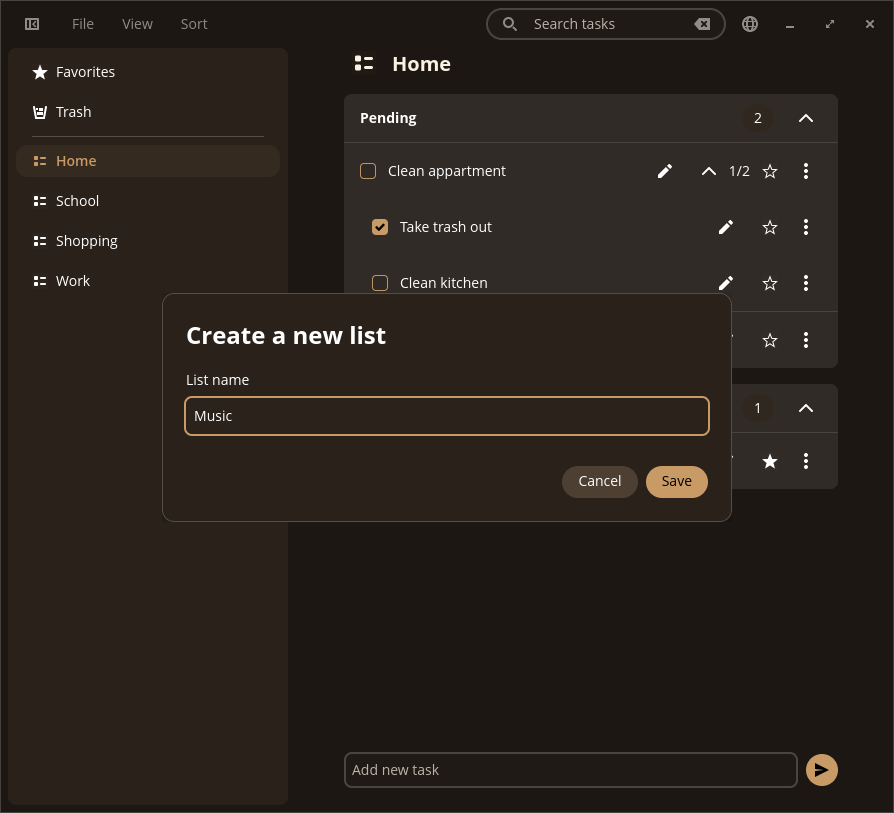 File View Sort Search tasks
Favorites
Trash
Home
School
Shopping
Work
Home
Pending 2
Clean appartment 1/2
Take trash out
Clean kitchen
1
Create a new list
List name
Music
Cancel Save
Add new task